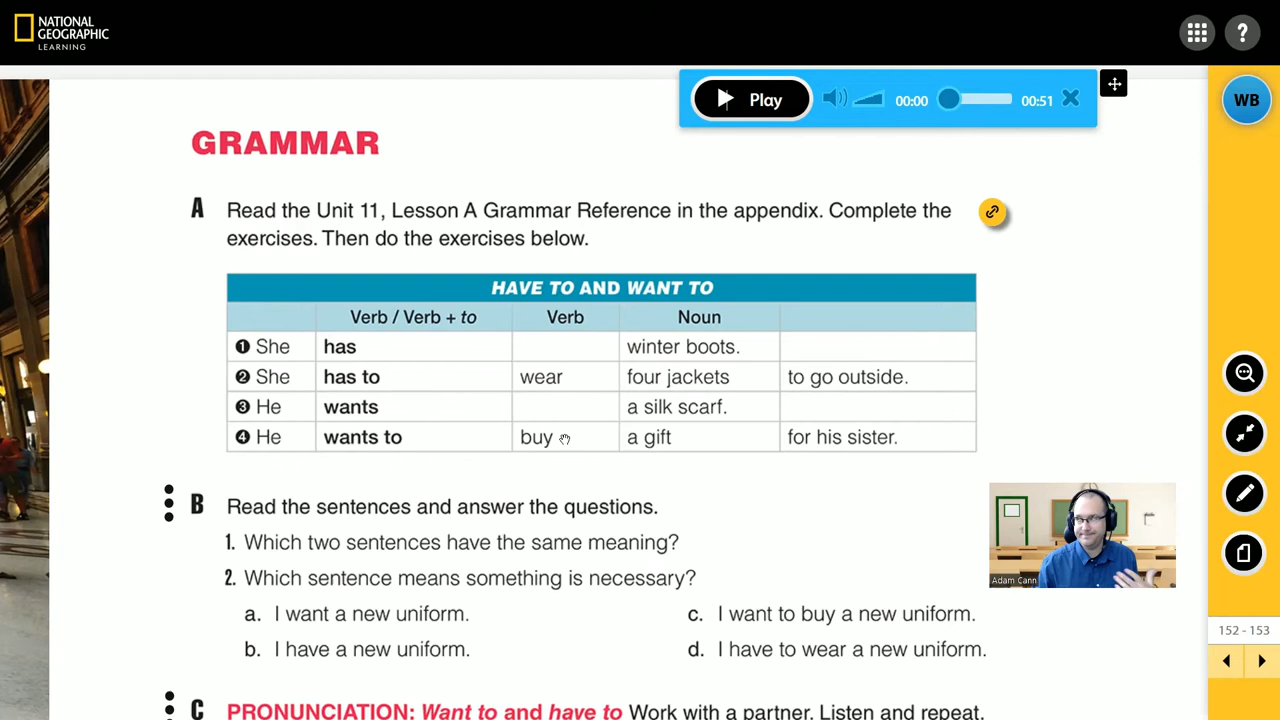 NATIONAL
GEOGRAPHIC
LEARNING
?
Play
00:00
00:51
WB
GRAMMAR
A Read the Unit 11, Lesson A Grammar Reference in the appendix. Complete the
exercises. Then do the exercises below.
HAVE TO AND WANT TO
Verb / Verb + to Verb Noun
❶ She has winter boots.
❷ She has to wear four jackets to go outside.
❸ He wants a silk scarf.
❹ He wants to buy a gift for his sister.
B Read the sentences and answer the questions.
1. Which two sentences have the same meaning?
2. Which sentence means something is necessary?
a. I want a new uniform. c. I want to buy a new uniform.
b. I have a new uniform. d. I have to wear a new uniform.
Adam Cann
152 - 153
C PRONUNCIATION: Want to and have to Work with a partner. Listen and repeat.